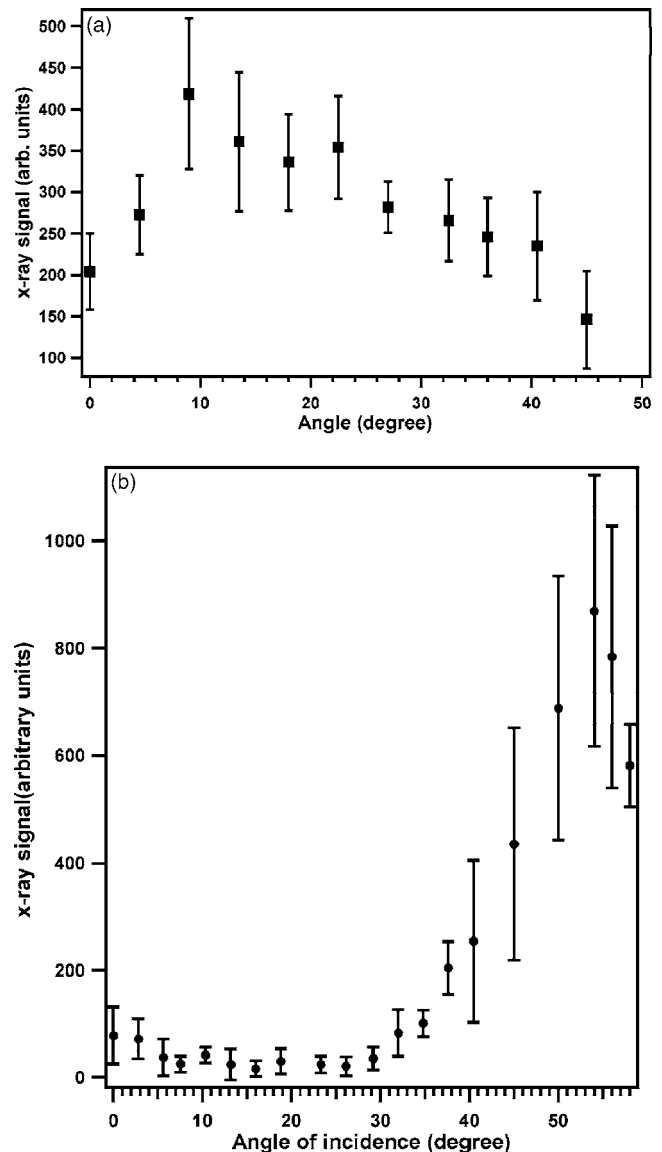 (a)
x-ray signal (arb. units)
500
450
400
350
300
250
200
150
100
0 10 20 30 40 50
Angle (degree)
(b)
x-ray signal(arbitrary units)
1000
800
600
400
200
0
0 10 20 30 40 50
Angle of incidence (degree)